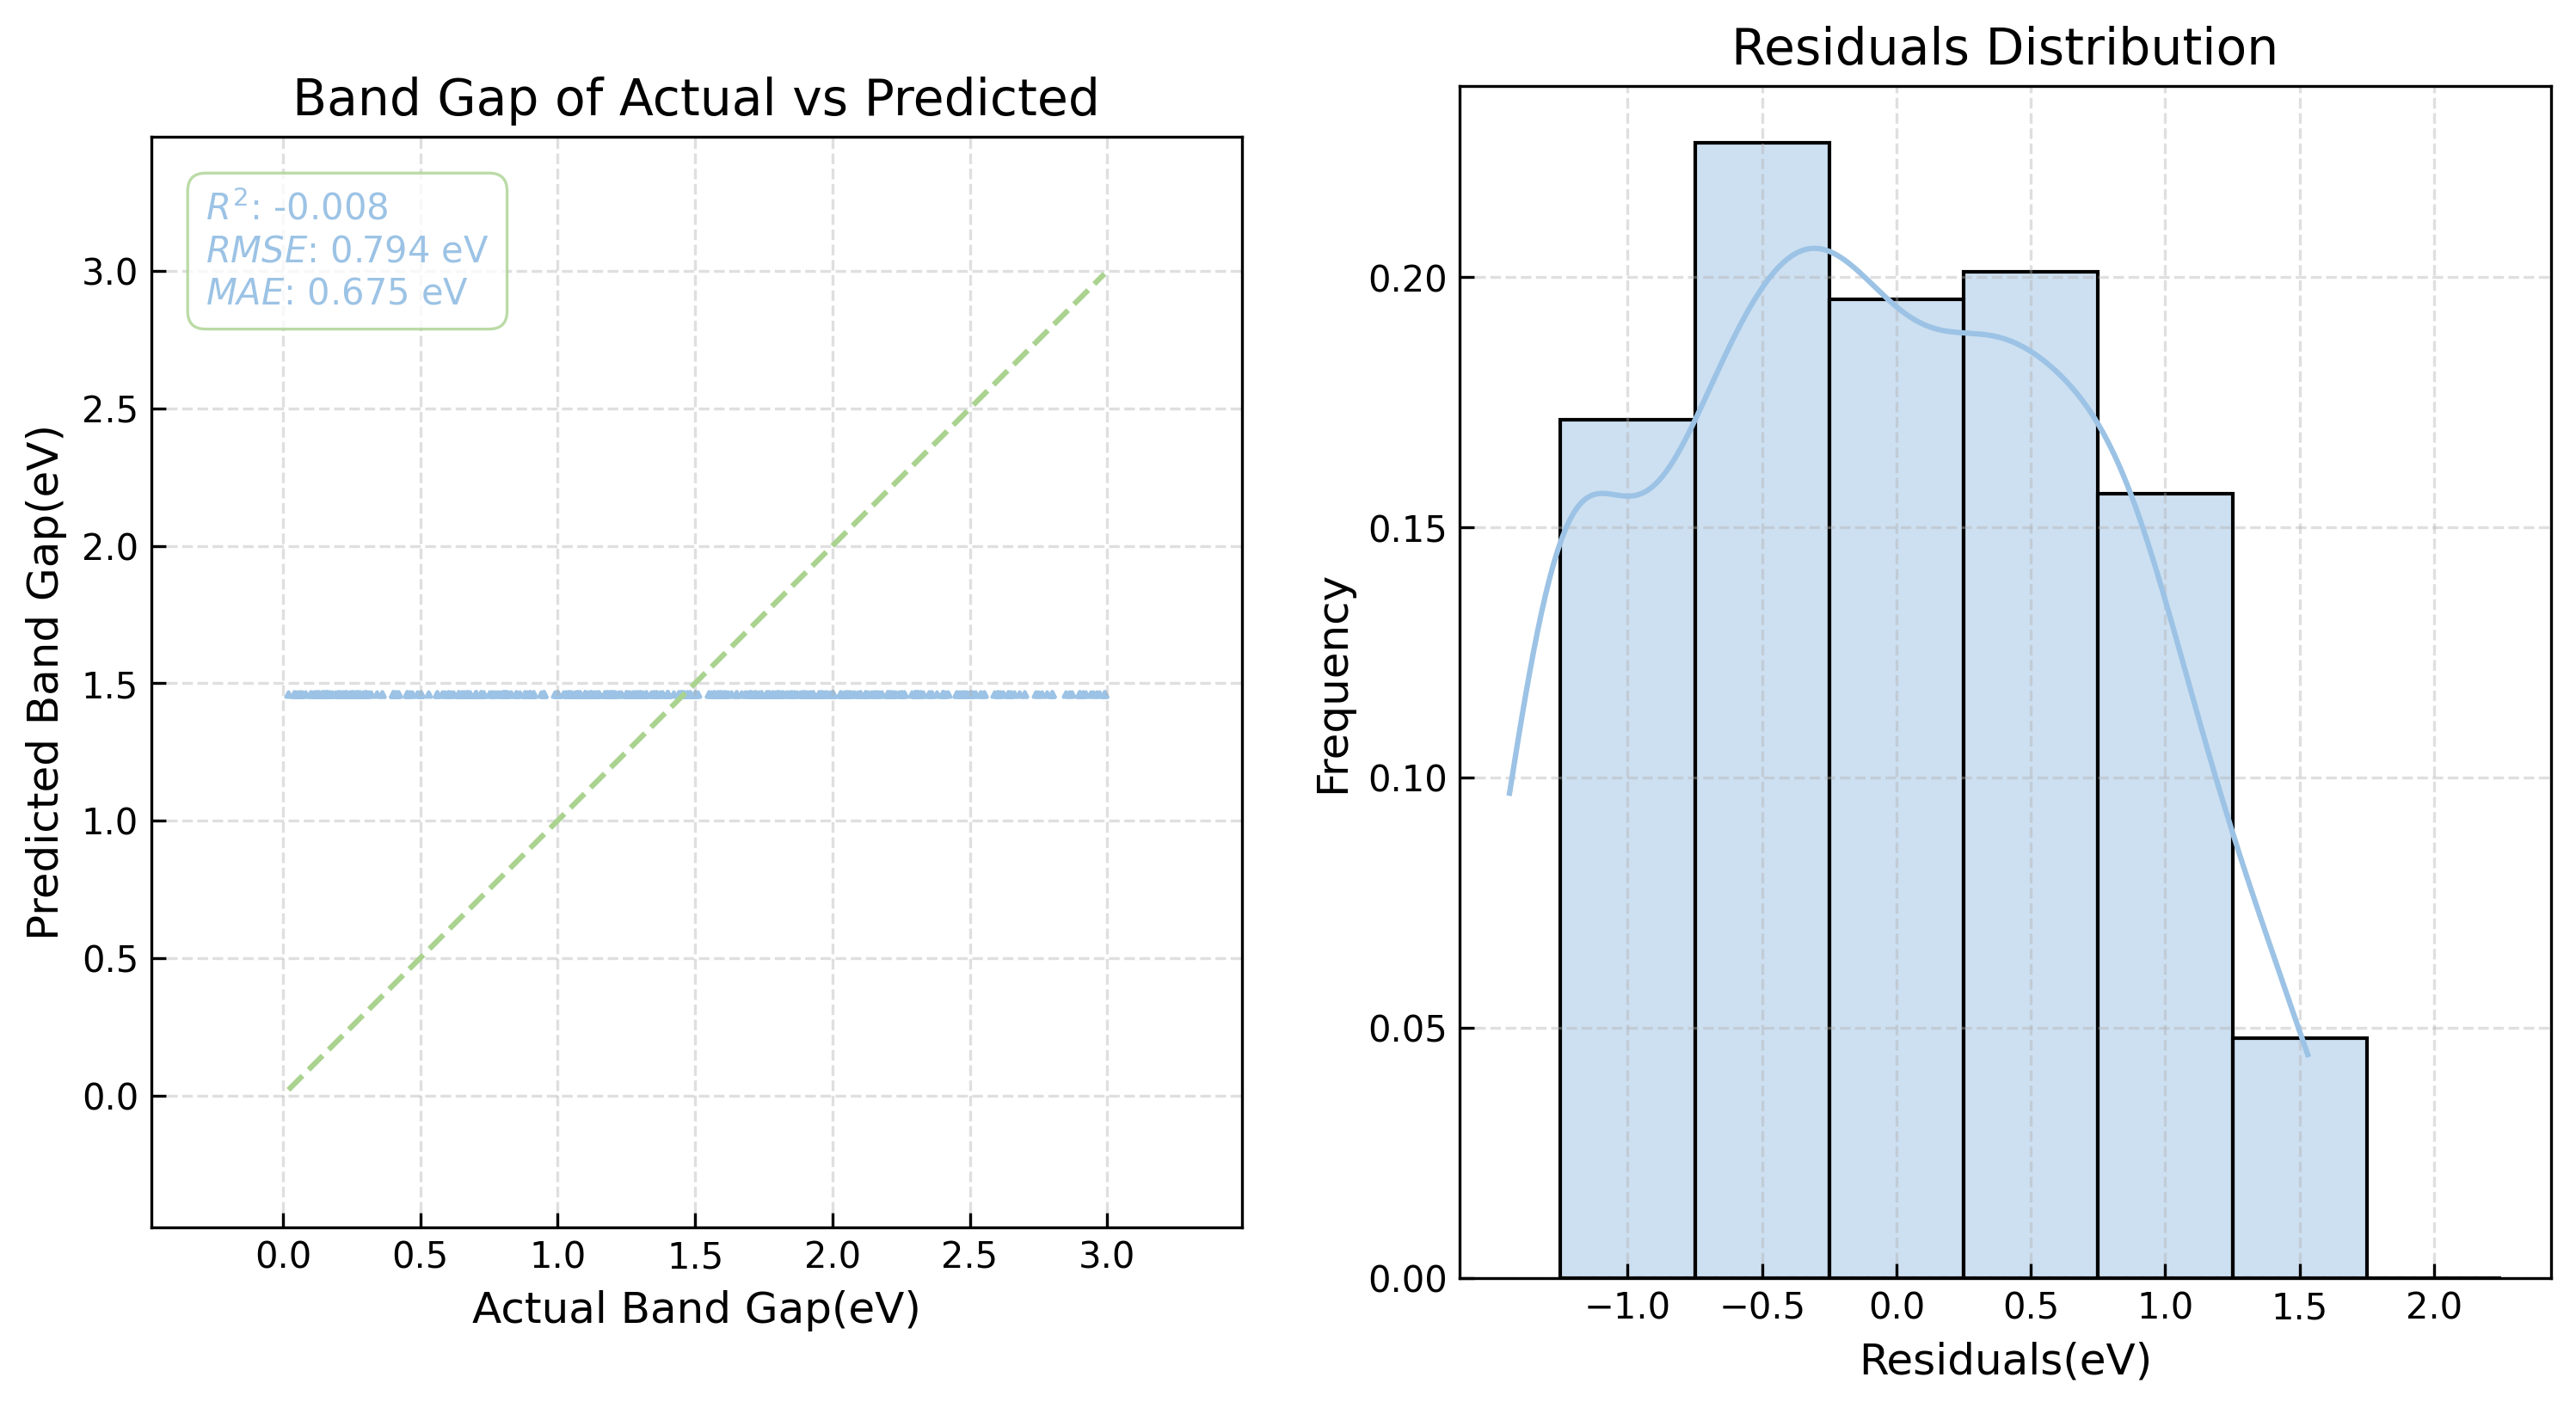 Band Gap of Actual vs Predicted
R²: -0.008
RMSE: 0.794 eV
MAE: 0.675 eV
Predicted Band Gap(eV)
3.0
2.5
2.0
1.5
1.0
0.5
0.0
0.0 0.5 1.0 1.5 2.0 2.5 3.0
Actual Band Gap(eV)
Residuals Distribution
Frequency
0.20
0.15
0.10
0.05
0.00
−1.0 −0.5 0.0 0.5 1.0 1.5 2.0
Residuals(eV)